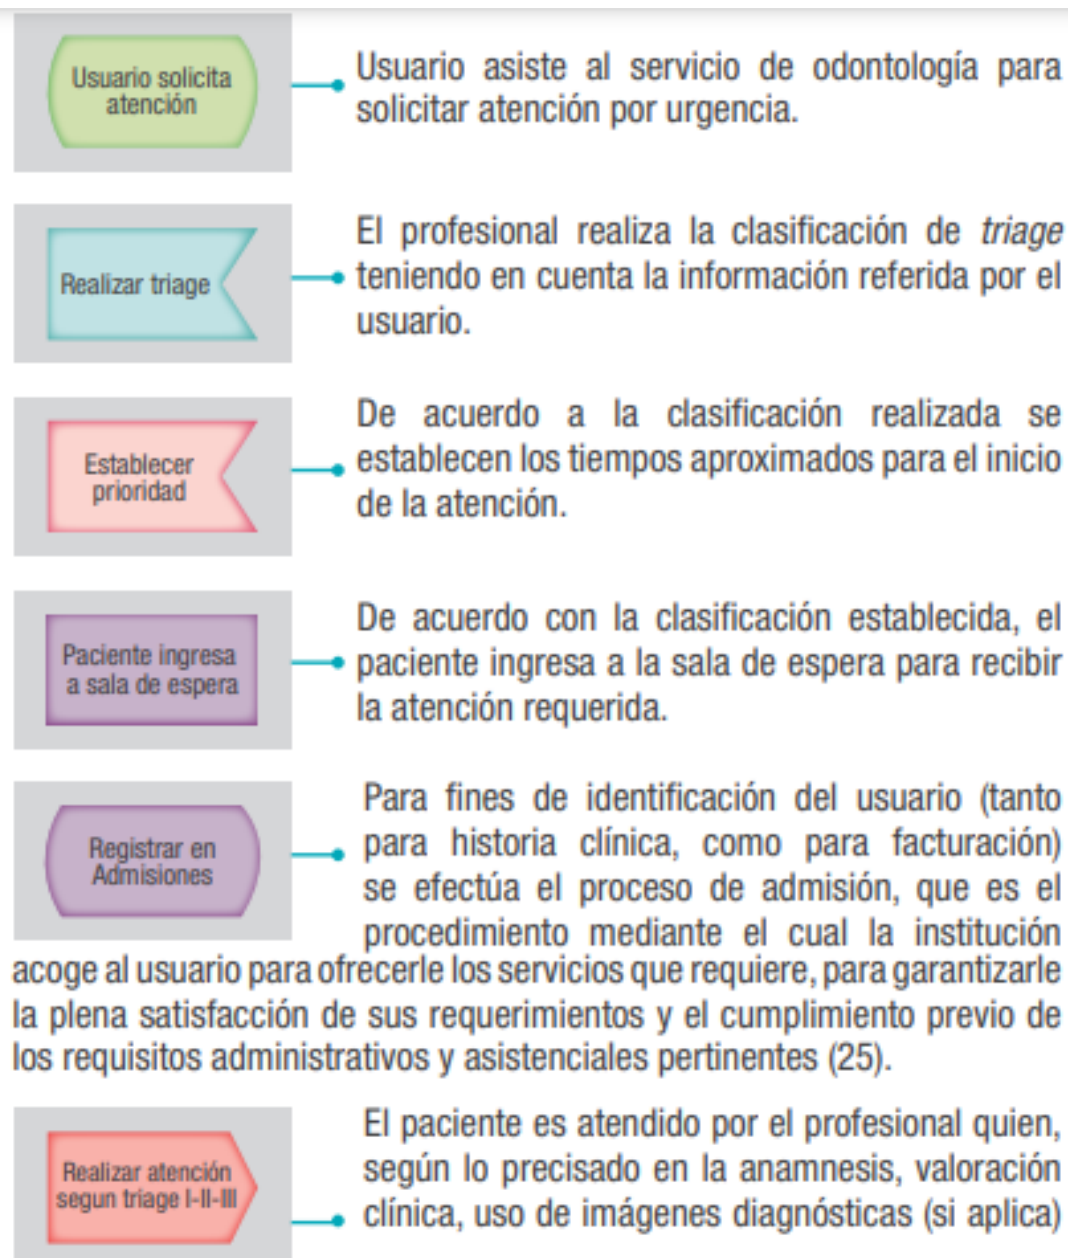 Usuario solicita
atención
Usuario asiste al servicio de odontología para
solicitar atención por urgencia.
Realizar triage
El profesional realiza la clasificación de triage
teniendo en cuenta la información referida por el
usuario.
Establecer
prioridad
De acuerdo a la clasificación realizada se
establecen los tiempos aproximados para el inicio
de la atención.
Paciente ingresa
a sala de espera
De acuerdo con la clasificación establecida, el
paciente ingresa a la sala de espera para recibir
la atención requerida.
Registrar en
Admisiones
Para fines de identificación del usuario (tanto
para historia clínica, como para facturación)
se efectúa el proceso de admisión, que es el
procedimiento mediante el cual la institución
acoge al usuario para ofrecerle los servicios que requiere, para garantizarle
la plena satisfacción de sus requerimientos y el cumplimiento previo de
los requisitos administrativos y asistenciales pertinentes (25).
Realizar atención
segun triage I-II-III
El paciente es atendido por el profesional quien,
según lo precisado en la anamnesis, valoración
clínica, uso de imágenes diagnósticas (si aplica)